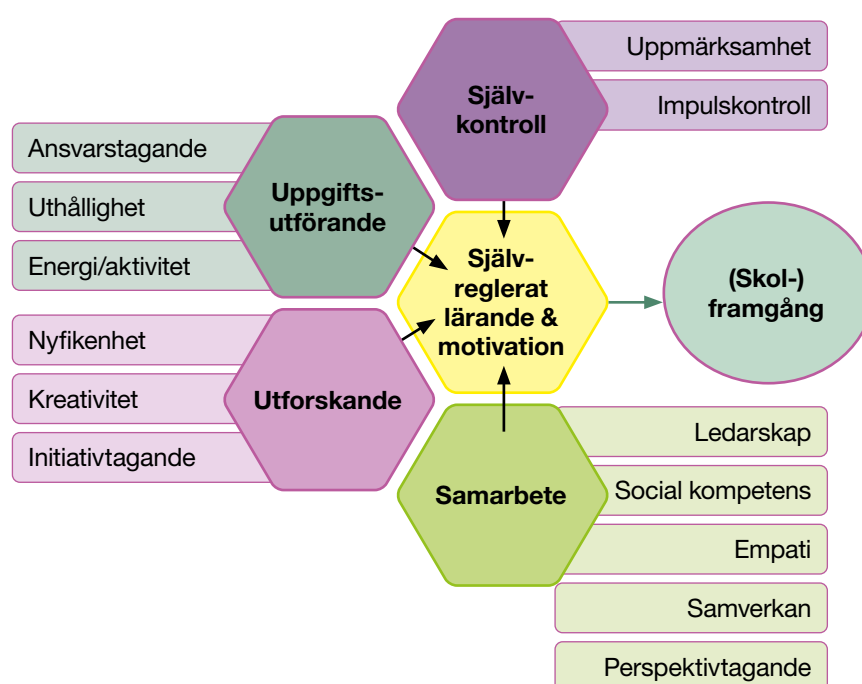 Uppmärksamhet
Impulskontroll
Själv-
kontroll
Ansvarstagande
Uthållighet
Energi/aktivitet
Uppgifts-
utförande
Själv-
reglerat
lärande &
motivation
(Skol-)
framgång
Nyfikenhet
Kreativitet
Initiativtagande
Utforskande
Samarbete
Ledarskap
Social kompetens
Empati
Samverkan
Perspektivtagande